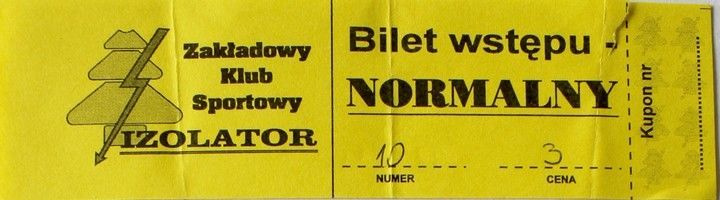 Zakładowy
Klub
Sportowy
IZOLATOR
Bilet wstępu -
NORMALNY
10 3
NUMER CENA
Kupon nr